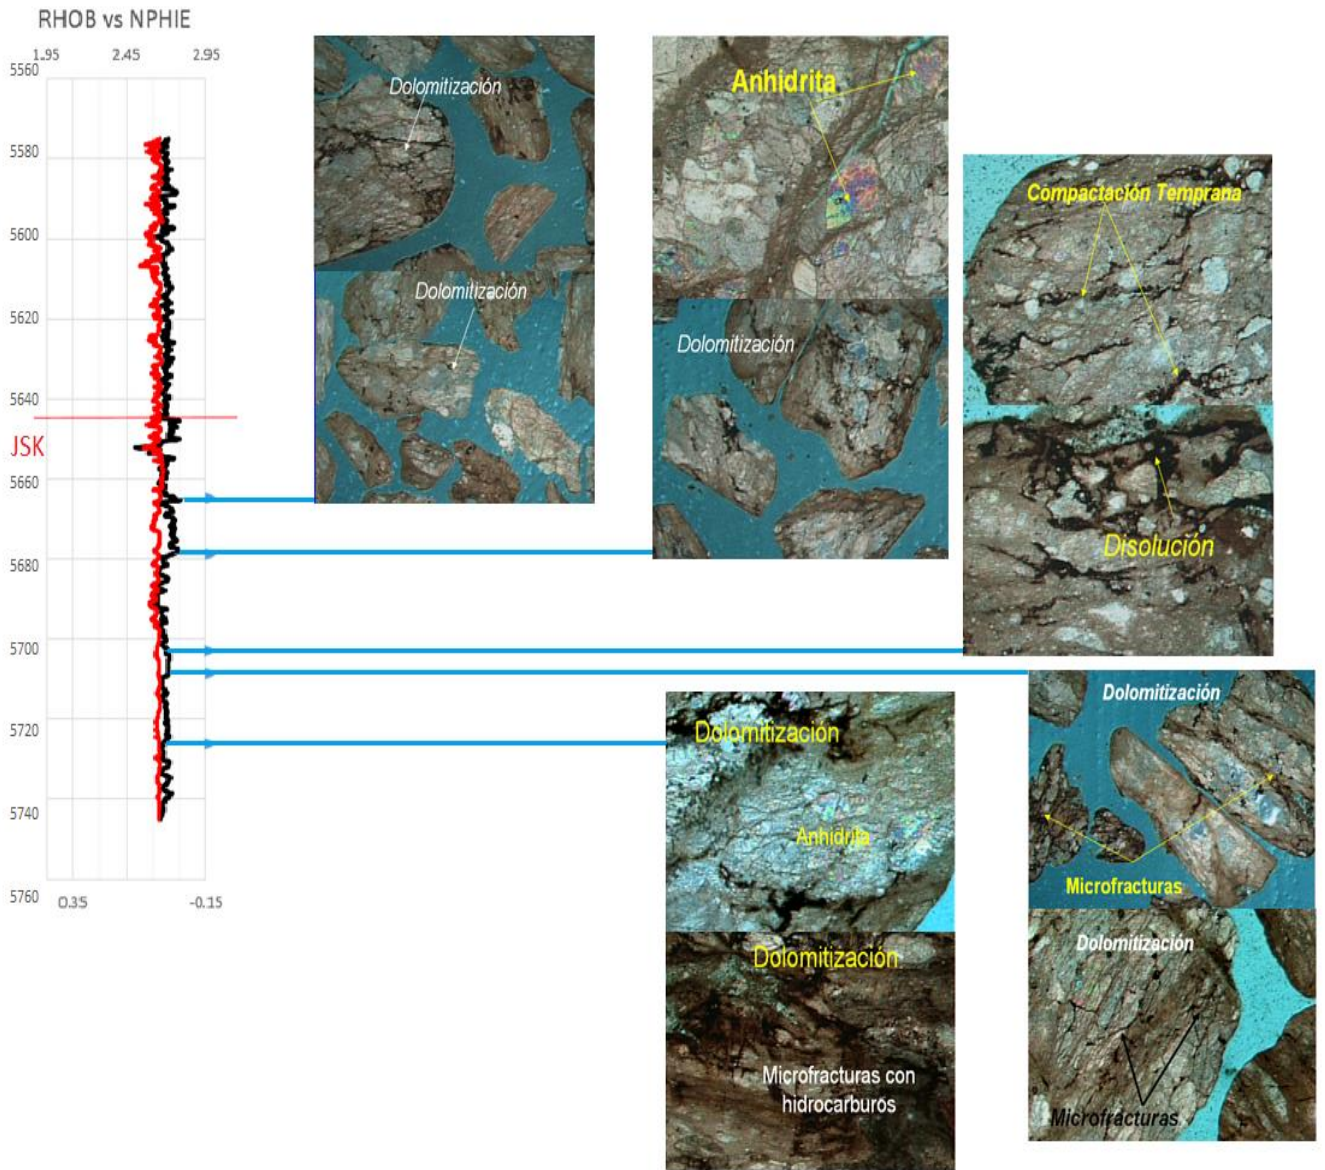 RHOB vs NPHIE
1.95 2.45 2.95
5560
5580
5600
5620
5640
JSK
5660
5680
5700
5720
5740
5760
0.35 -0.15
Dolomitización
Dolomitización
Anhidrita
Dolomitización
Compactación Temprana
Disolución
Dolomitización
Microfracturas
Dolomitización
Microfracturas
Dolomitización
Anhidrita
Dolomitización
Microfracturas con
hidrocarburos